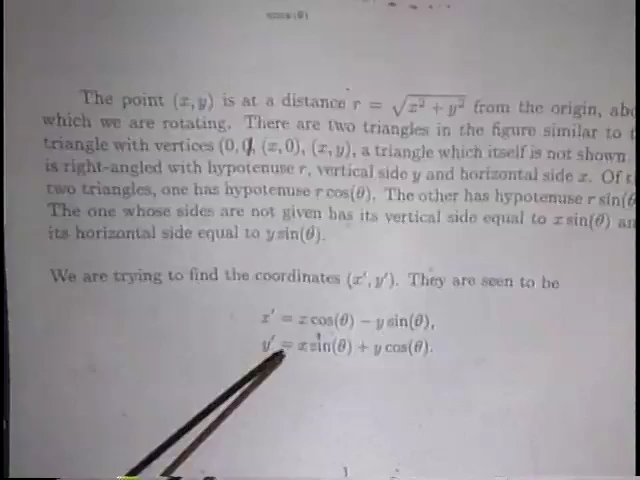 The point (x, y) is at a distance r = √x² + y² from the origin,
which we are rotating. There are two triangles in the figure similar to
triangle with vertices (0, 0), (x, 0), (x, y), a triangle which itself is not shown
is right-angled with hypotenuse r, vertical side y and horizontal side x. Of
two triangles, one has hypotenuse r cos(θ). The other has hypotenuse r sin(θ
The one whose sides are not given has its vertical side equal to x sin(θ)
its horizontal side equal to y sin(θ).
We are trying to find the coordinates (x′, y′). They are seen to be
x′ = x cos(θ) − y sin(θ),
y′ = x sin(θ) + y cos(θ).
1